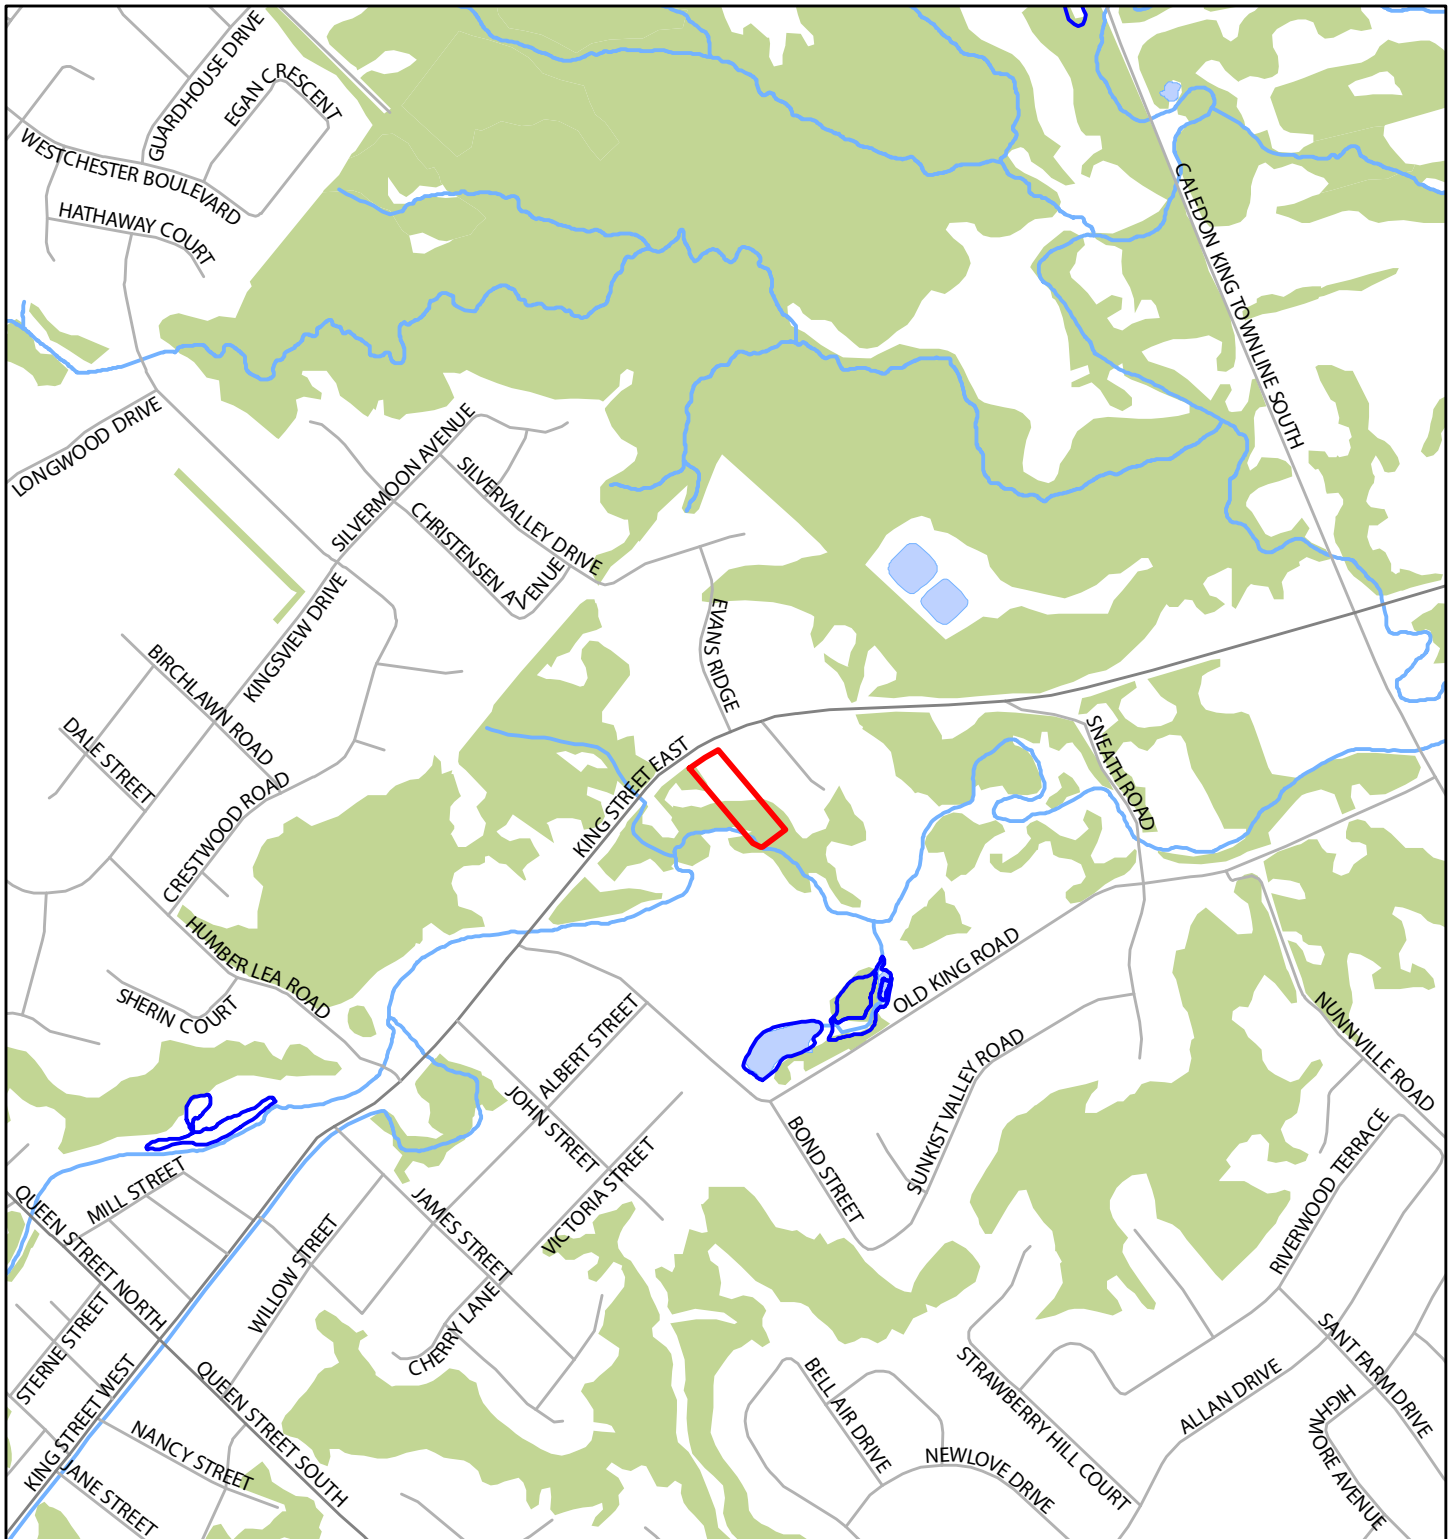 GUARDHOUSE DRIVE
EGAN CRESCENT
WESTCHESTER BOULEVARD
HATHAWAY COURT
CALEDON KING TOWNLINE SOUTH
LONGWOOD DRIVE
SILVERMOON AVENUE
SILVERVALLEY DRIVE
CHRISTENSEN AVENUE
EVANS RIDGE
KINGSVIEW DRIVE
BIRCHLAWN ROAD
DALE STREET
CRESTWOOD ROAD
KING STREET EAST
SNEATH ROAD
HUMBER LEA ROAD
SHERIN COURT
OLD KING ROAD
NUNNVILLE ROAD
ALBERT STREET
JOHN STREET
SUNKIST VALLEY ROAD
BOND STREET
VICTORIA STREET
MILL STREET
JAMES STREET
RIVERWOOD TERRACE
QUEEN STREET NORTH
WILLOW STREET
CHERRY LANE
STERNE STREET
KING STREET WEST
QUEEN STREET SOUTH
NANCY STREET
JANE STREET
BELL AIR DRIVE
NEWLOVE DRIVE
STRAWBERRY HILL COURT
ALLAN DRIVE
SANT FARM DRIVE
HIGHMORE AVENUE